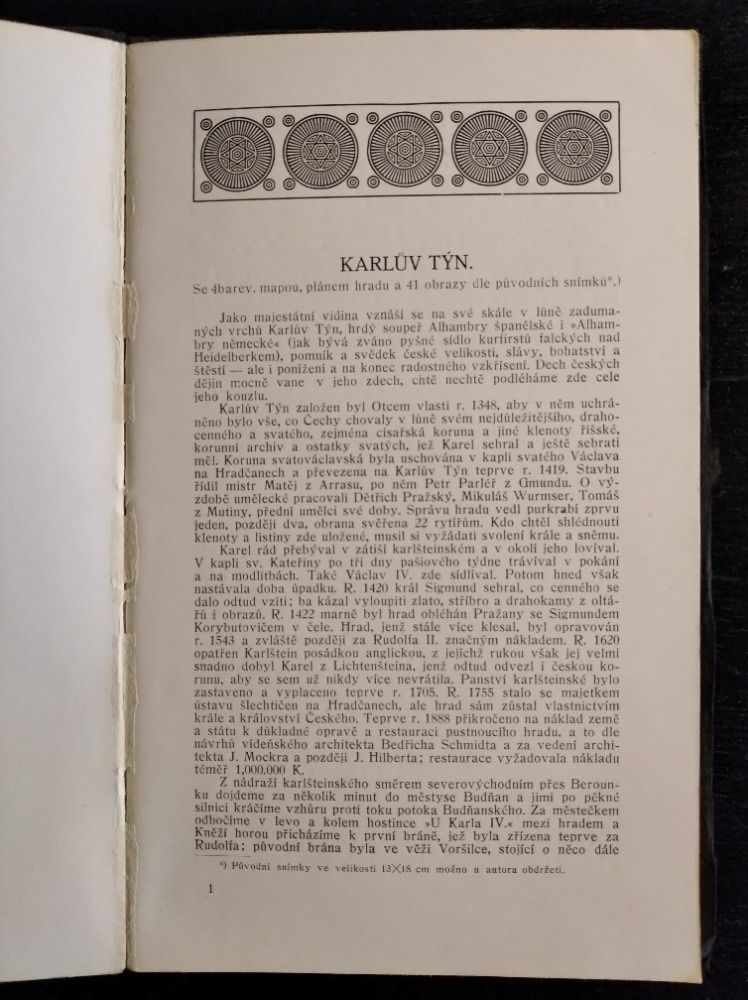 KARLŮV TÝN.
Se 4barev. mapou, plánem hradu a 41 obrazy dle původních snímků*.)
Jako majestátní vidina vznáší se na své skále v lůně zaduma-
ných vrchů Karlův Týn, hrdý soupeř Alhambry španělské i »Alham-
bry německé« (jak bývá zváno pyšné sídlo kurfirstů falckých nad
Heidelberkem), pomník a svědek české velikosti, slávy, bohatství a
štěstí — ale i ponížení a na konec radostného vzkříšení. Dech českých
dějin mocně vane v jeho zdech, chtě nechtě podléháme zde cele
jeho kouzlu.
Karlův Týn založen byl Otcem vlasti r. 1348, aby v něm uchrá-
něno bylo vše, co Čechy chovaly v lůně svém nejdůležitějšího, draho-
cenného a svatého, zejména císařská koruna a jiné klenoty říšské,
korunní archiv a ostatky svatých, jež Karel sebral a ještě sebrati
měl. Koruna svatováclavská byla uschována v kapli svatého Václava
na Hradčanech a převezena na Karlův Týn teprve r. 1419. Stavbu
řídil mistr Matěj z Arrasu, po něm Petr Parléř z Gmundu. O vý-
zdobě umělecké pracovali Dětřich Pražský, Mikuláš Wurmser, Tomáš
z Mutiny, přední umělci své doby. Správu hradu vedl purkrabí zprvu
jeden, později dva, obrana svěřena 22 rytířům. Kdo chtěl shlédnouti
klenoty a listiny zde uložené, musil si vyžádati svolení krále a sněmu.
Karel rád přebýval v zátiší karlšteinském a v okolí jeho lovíval.
V kapli sv. Kateřiny po tři dny pašiového týdne trávíval v pokání
a na modlitbách. Také Václav IV. zde sídlíval. Potom hned však
nastávala doba úpadku. R. 1420 král Sigmund sebral, co cenného se
dalo odtud vzíti; ba kázal vyloupiti zlato, stříbro a drahokamy z oltá-
řů i obrazů. R. 1422 marně byl hrad obléhán Pražany se Sigmundem
Korybutovičem v čele. Hrad, jenž stále více klesal, byl opravován
r. 1543 a zvláště později za Rudolfa II. značným nákladem. R. 1620
opatřen Karlštein posádkou anglickou, z jejíchž rukou však jej velmi
snadno dobyl Karel z Lichtenšteina, jenž odtud odvezl i českou ko-
runu, aby se sem už nikdy více nevrátila. Panství karlšteinské bylo
zastaveno a vyplaceno teprve r. 1705. R. 1755 stalo se majetkem
ústavu šlechtičen na Hradčanech, ale hrad sám zůstal vlastnictvím
krále a království Českého. Teprve r. 1888 přikročeno na náklad země
a státu k důkladné opravě a restauraci pustnoucího hradu, a to dle
návrhů vídeňského architekta Bedřicha Schmidta a za vedení archi-
tekta J. Mockra a později J. Hilberta; restaurace vyžadovala nákladu
téměř 1,000.000 K.
Z nádraží karlšteinského směrem severovýchodním přes Beroun-
ku dojdeme za několik minut do městyse Budňan a jimi po pěkné
silnici kráčíme vzhůru proti toku potoka Budňanského. Za městečkem
odbočíme v levo a kolem hostince »U Karla IV.« mezi hradem a
Kněží horou přicházíme k první bráně, jež byla zřízena teprve za
Rudolfa; původní brána byla ve věži Voršilce, stojící o něco dále
*) Původní snímky ve velikosti 13×18 cm možno u autora obdržeti.
1